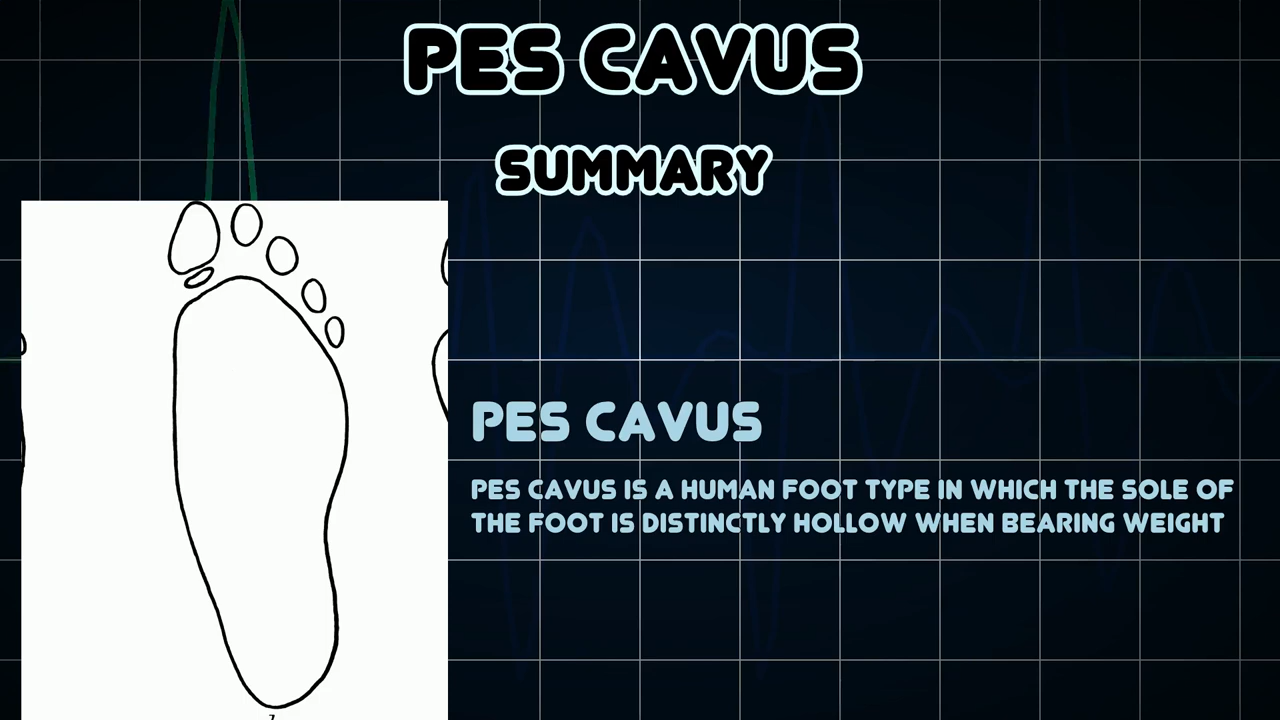 PES CAVUS
SUMMARY
PES CAVUS
PES CAVUS IS A HUMAN FOOT TYPE IN WHICH THE SOLE OF
THE FOOT IS DISTINCTLY HOLLOW WHEN BEARING WEIGHT